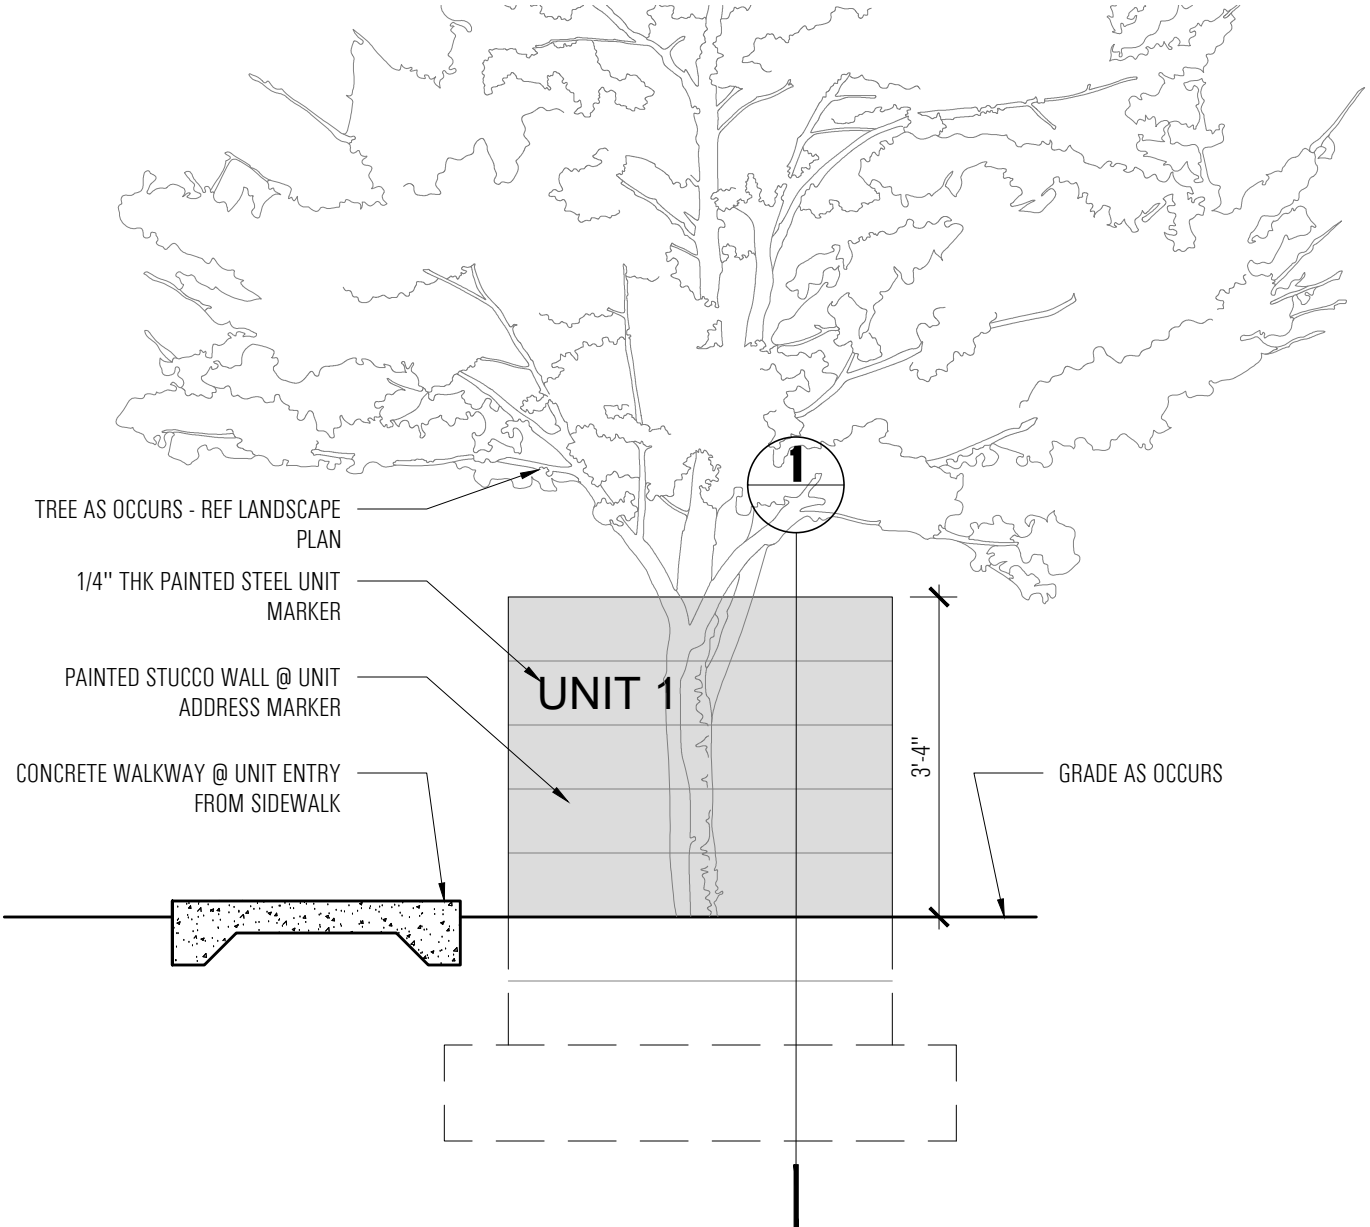 1
TREE AS OCCURS - REF LANDSCAPE
PLAN
1/4" THK PAINTED STEEL UNIT
MARKER
PAINTED STUCCO WALL @ UNIT
ADDRESS MARKER
CONCRETE WALKWAY @ UNIT ENTRY
FROM SIDEWALK
UNIT 1
3'-4"
GRADE AS OCCURS